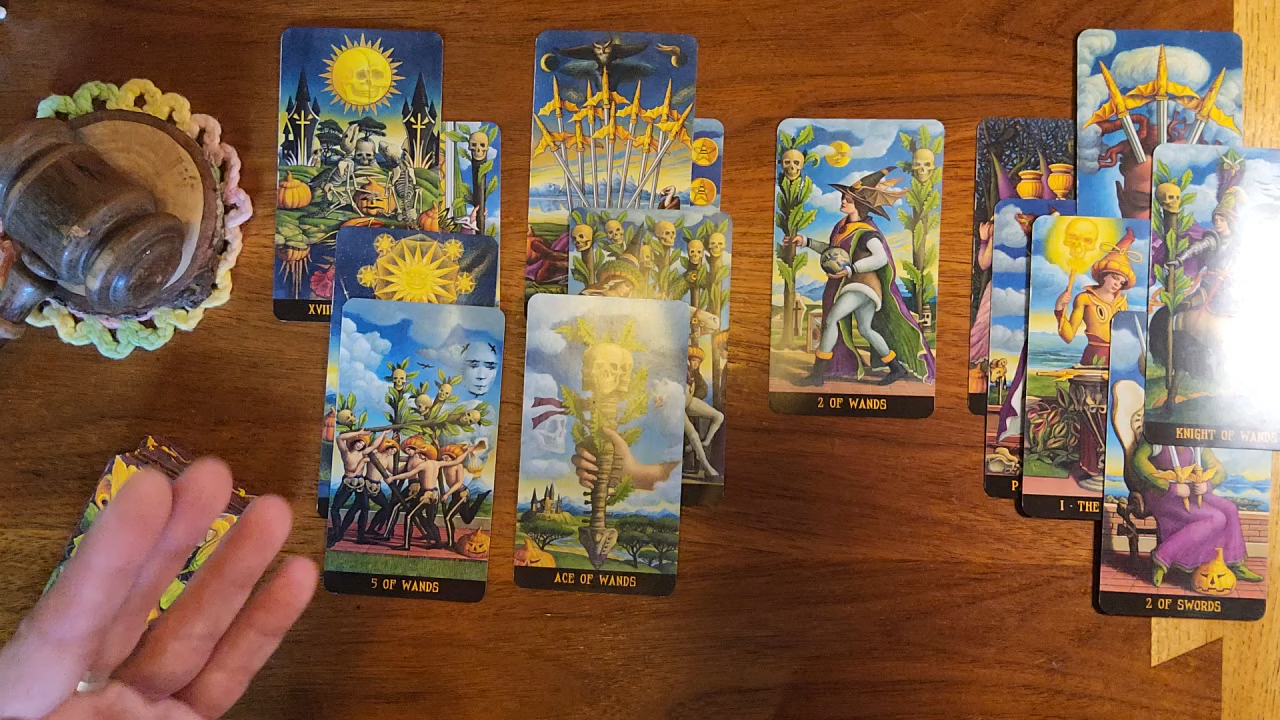 XVIII
5 OF WANDS
ACE OF WANDS
2 OF WANDS
P
I · THE
KNIGHT OF WANDS
2 OF SWORDS